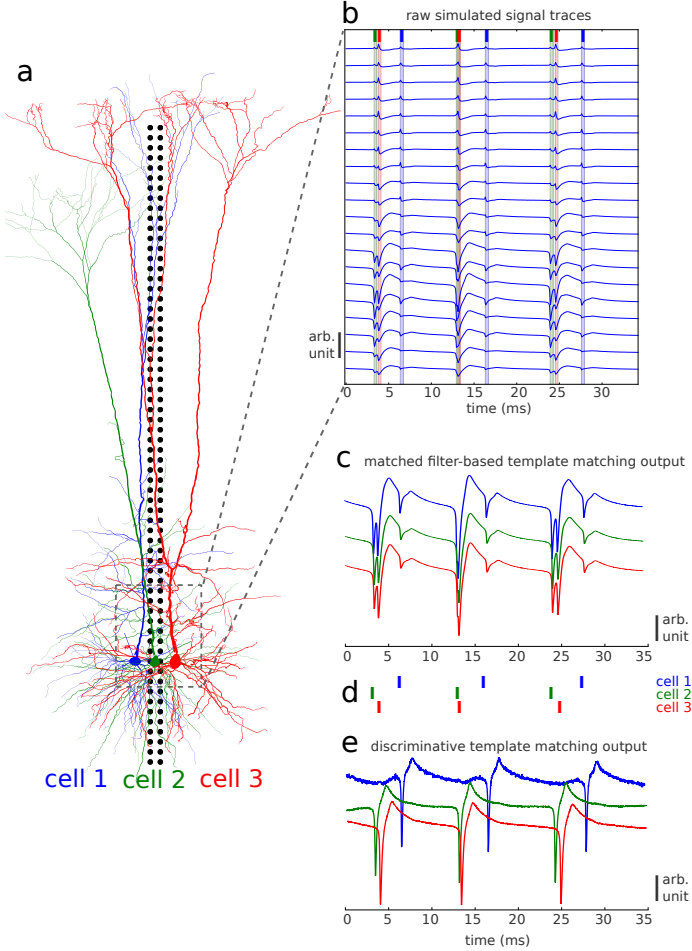 a
cell 1 cell 2 cell 3
b
raw simulated signal traces
arb.
unit
0 5 10 15 20 25 30
time (ms)
c
matched filter-based template matching output
arb.
unit
0 5 10 15 20 25 30 35
d
cell 1
cell 2
cell 3
e
discriminative template matching output
arb.
unit
0 5 10 15 20 25 30 35
time (ms)